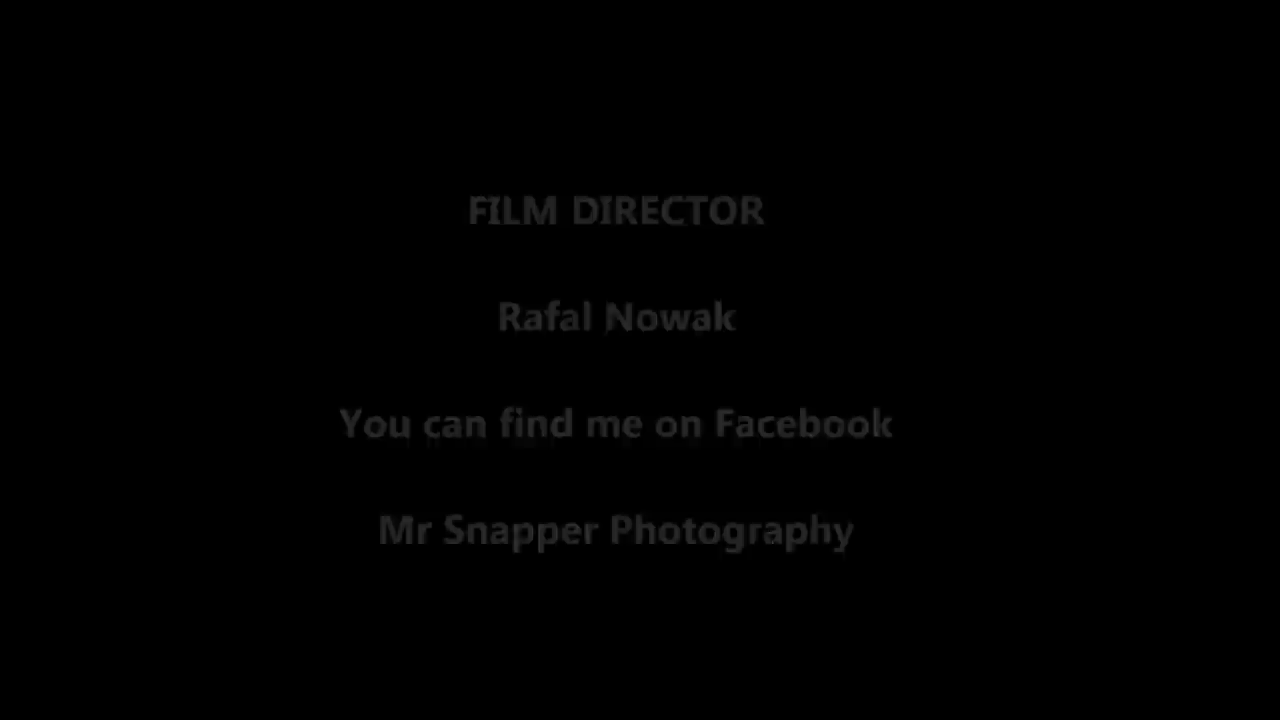 FILM DIRECTOR
Rafal Nowak
You can find me on Facebook
Mr Snapper Photography